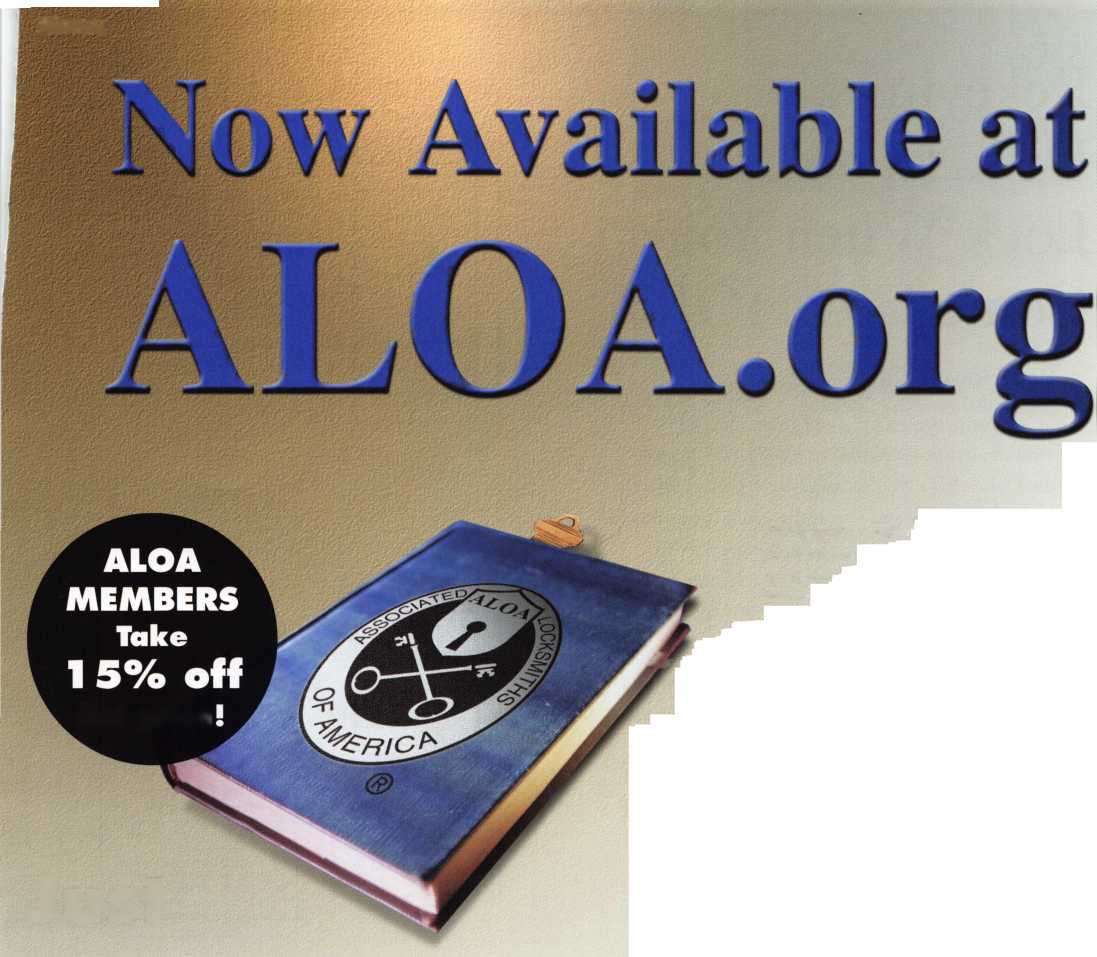 Now Available at
ALOA.org
ALOA
MEMBERS
Take
15% off
!
ASSOCIATED LOCKSMITHS
OF AMERICA
ALOA
®